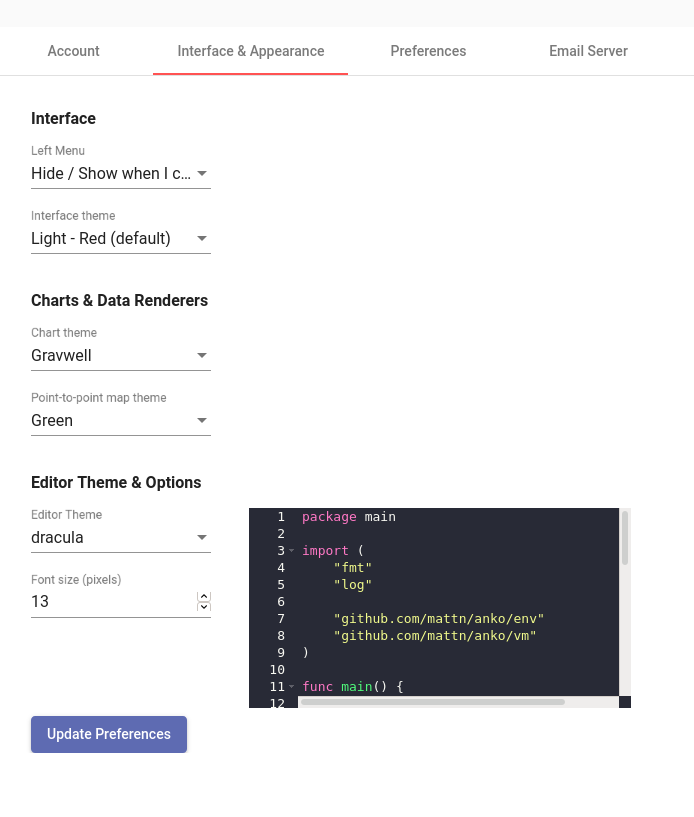 Account Interface & Appearance Preferences Email Server
Interface
Left Menu
Hide / Show when I c...
Interface theme
Light - Red (default)
Charts & Data Renderers
Chart theme
Gravwell
Point-to-point map theme
Green
Editor Theme & Options
Editor Theme
dracula
Font size (pixels)
13
1 package main
2
3 import (
4     "fmt"
5     "log"
6
7     "github.com/mattn/anko/env"
8     "github.com/mattn/anko/vm"
9 )
10
11 func main() {
12
Update Preferences